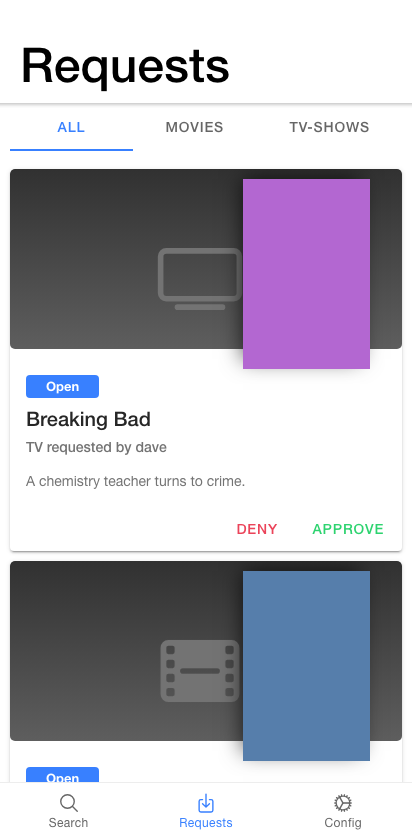 Requests
ALL MOVIES TV-SHOWS
Open
Breaking Bad
TV requested by dave
A chemistry teacher turns to crime.
DENY APPROVE
Open
Search Requests Config